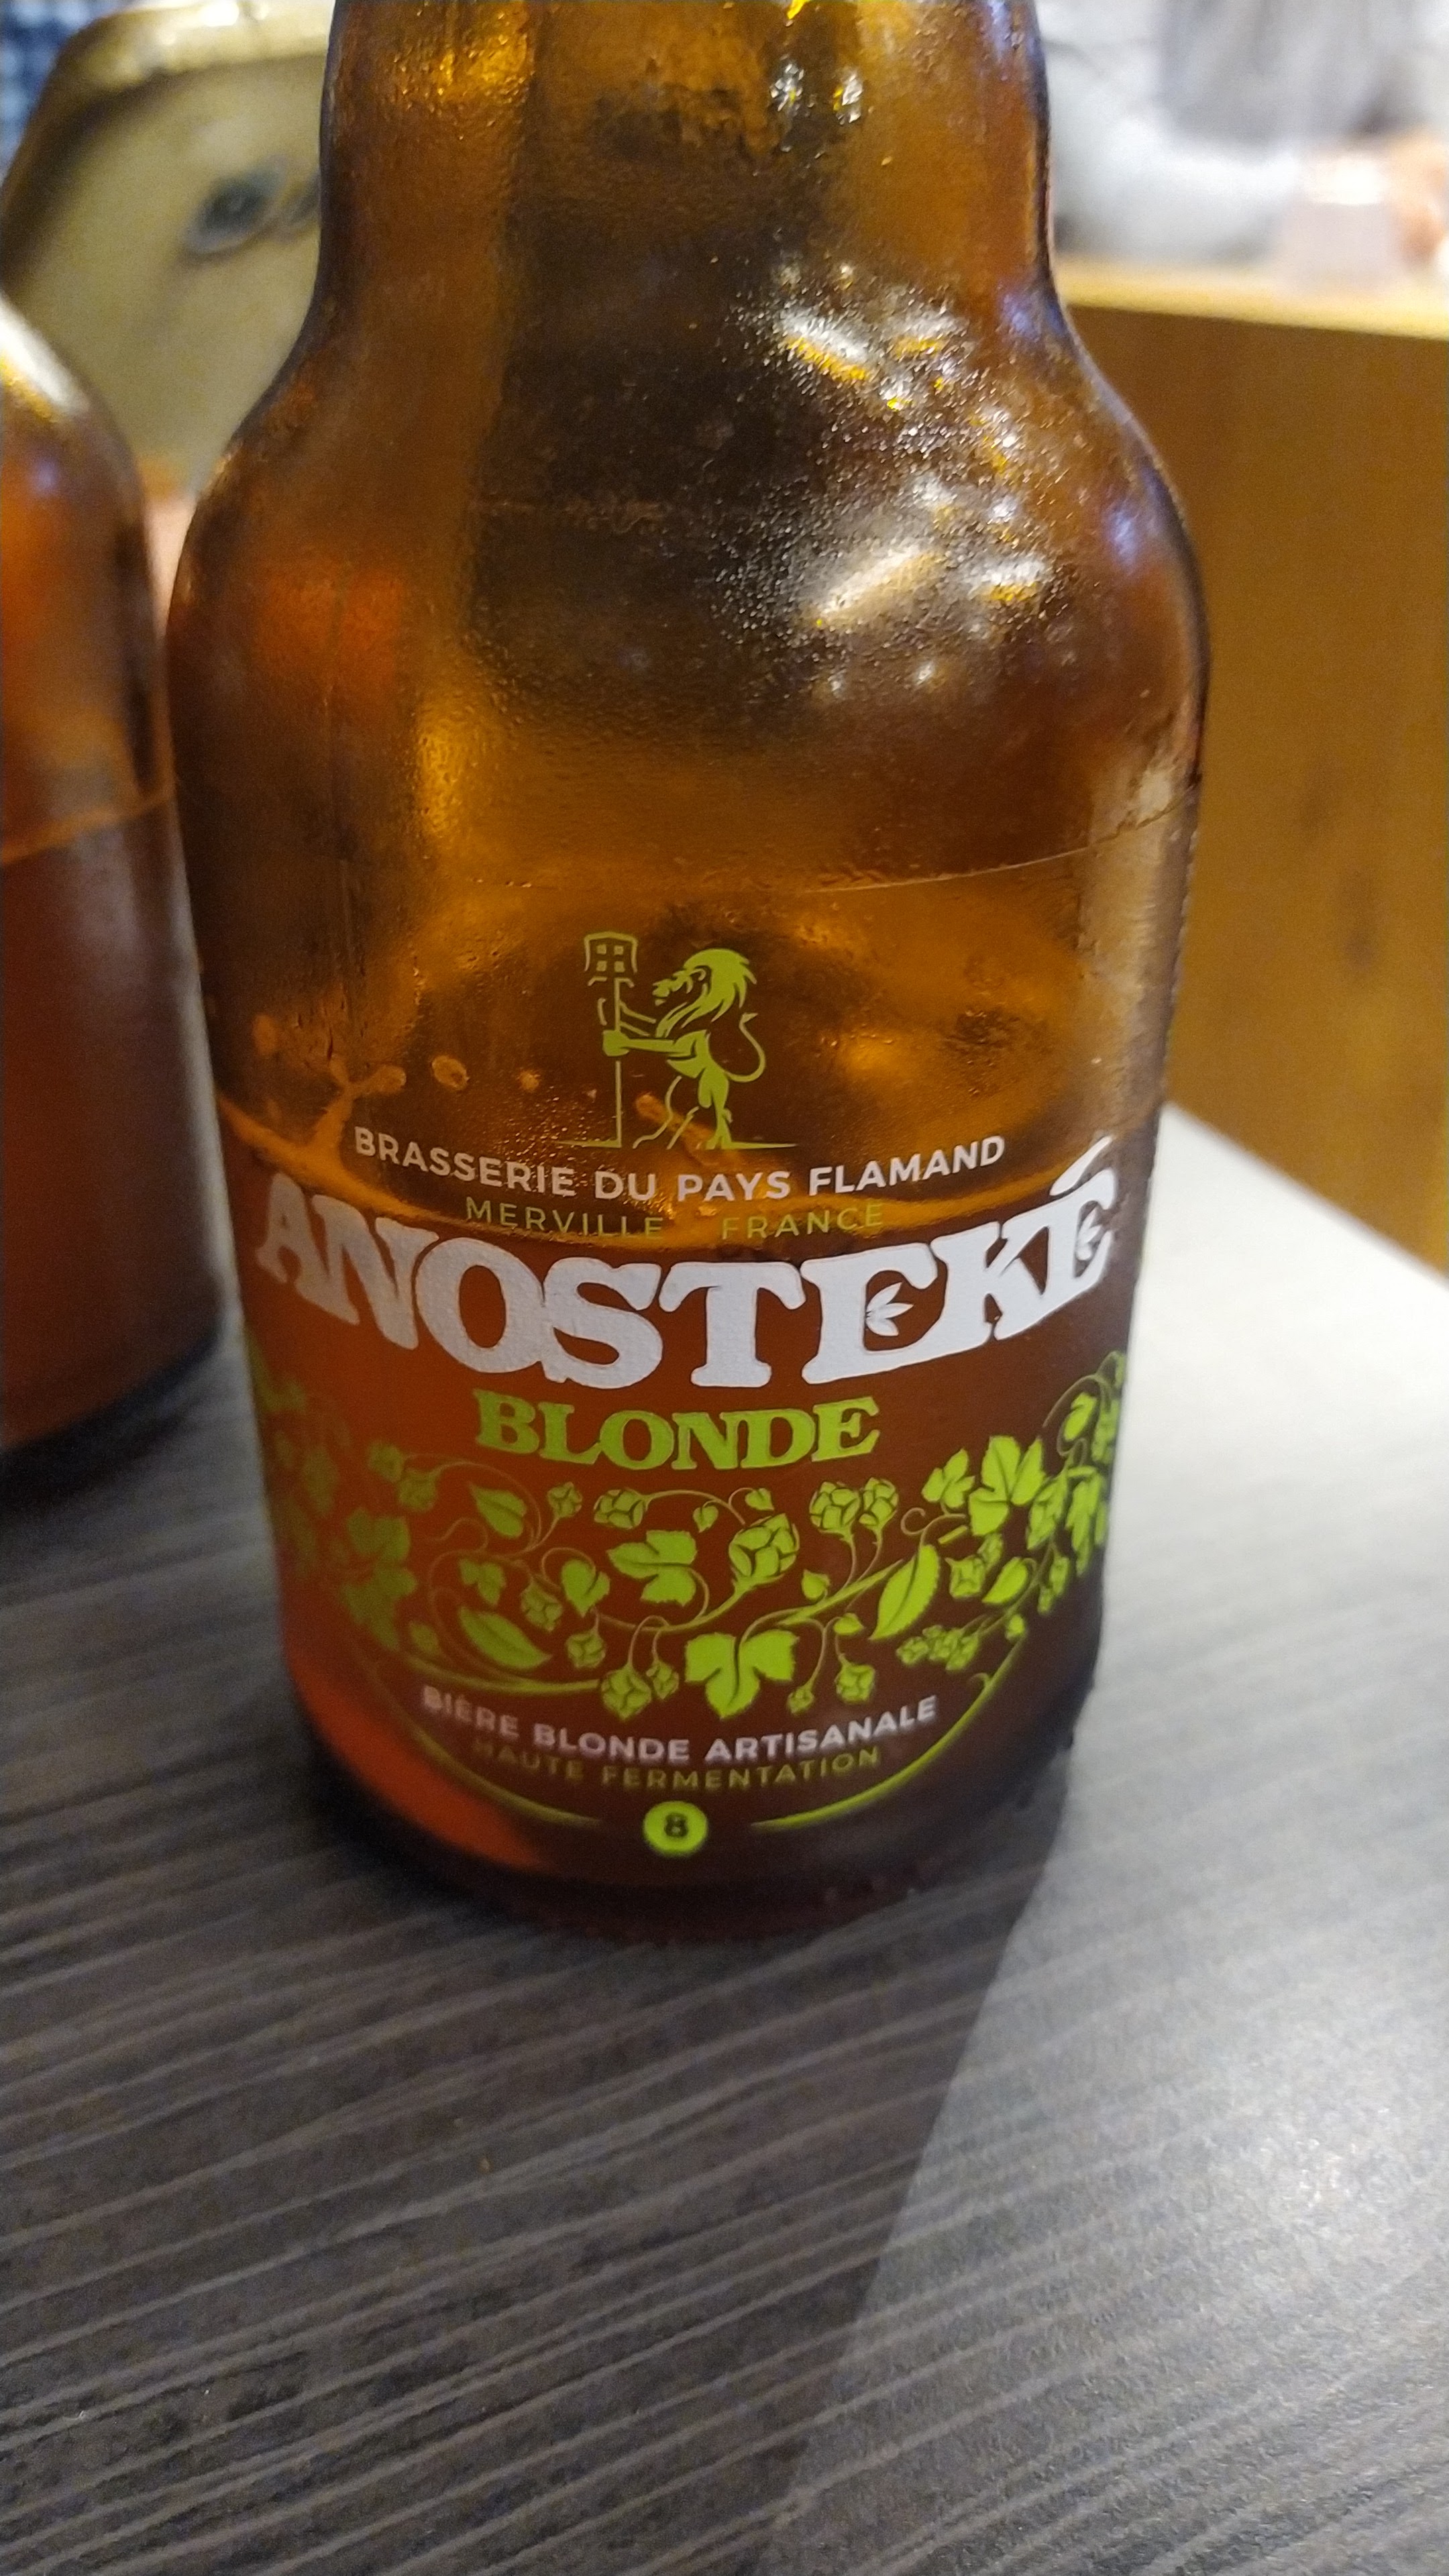 BRASSERIE DU PAYS FLAMAND
MERVILLE FRANCE
ANOSTEKÉ
BLONDE
BIÈRE BLONDE ARTISANALE
HAUTE FERMENTATION
8